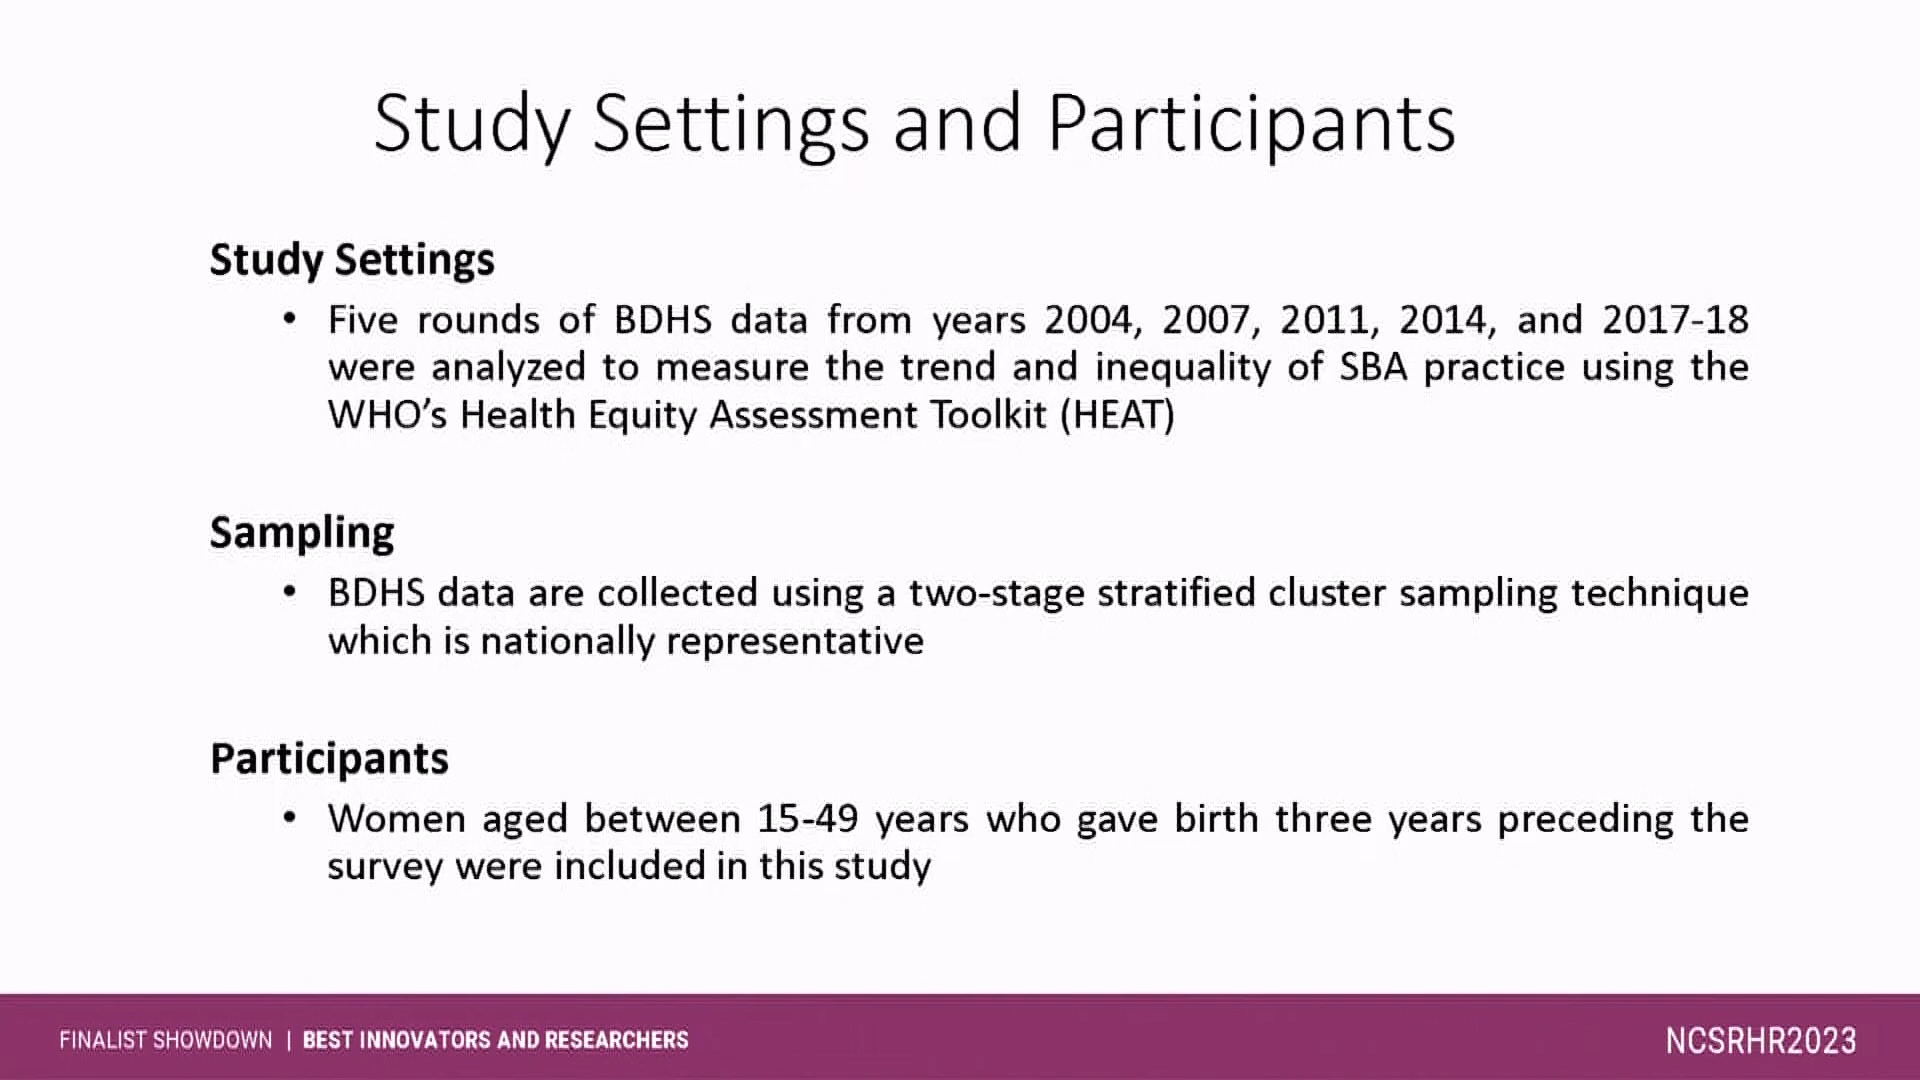 Study Settings and Participants
Study Settings
• Five rounds of BDHS data from years 2004, 2007, 2011, 2014, and 2017-18
were analyzed to measure the trend and inequality of SBA practice using the
WHO’s Health Equity Assessment Toolkit (HEAT)
Sampling
• BDHS data are collected using a two-stage stratified cluster sampling technique
which is nationally representative
Participants
• Women aged between 15-49 years who gave birth three years preceding the
survey were included in this study
FINALIST SHOWDOWN | BEST INNOVATORS AND RESEARCHERS
NCSRHR2023